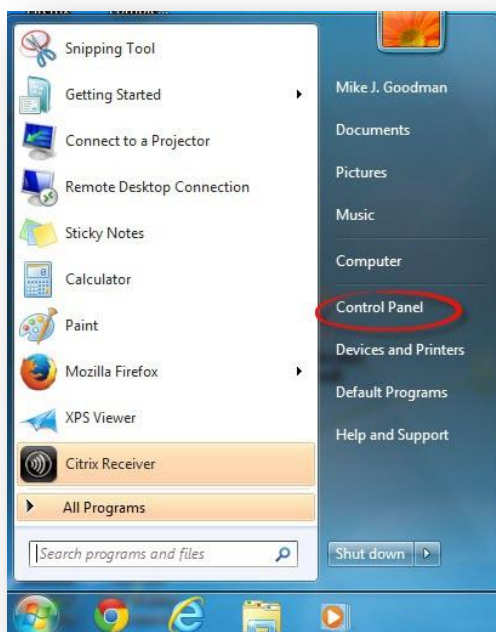 Snipping Tool
Getting Started
Connect to a Projector
Remote Desktop Connection
Sticky Notes
Calculator
Paint
Mozilla Firefox
XPS Viewer
Citrix Receiver
All Programs
Search programs and files
Mike J. Goodman
Documents
Pictures
Music
Computer
Control Panel
Devices and Printers
Default Programs
Help and Support
Shut down